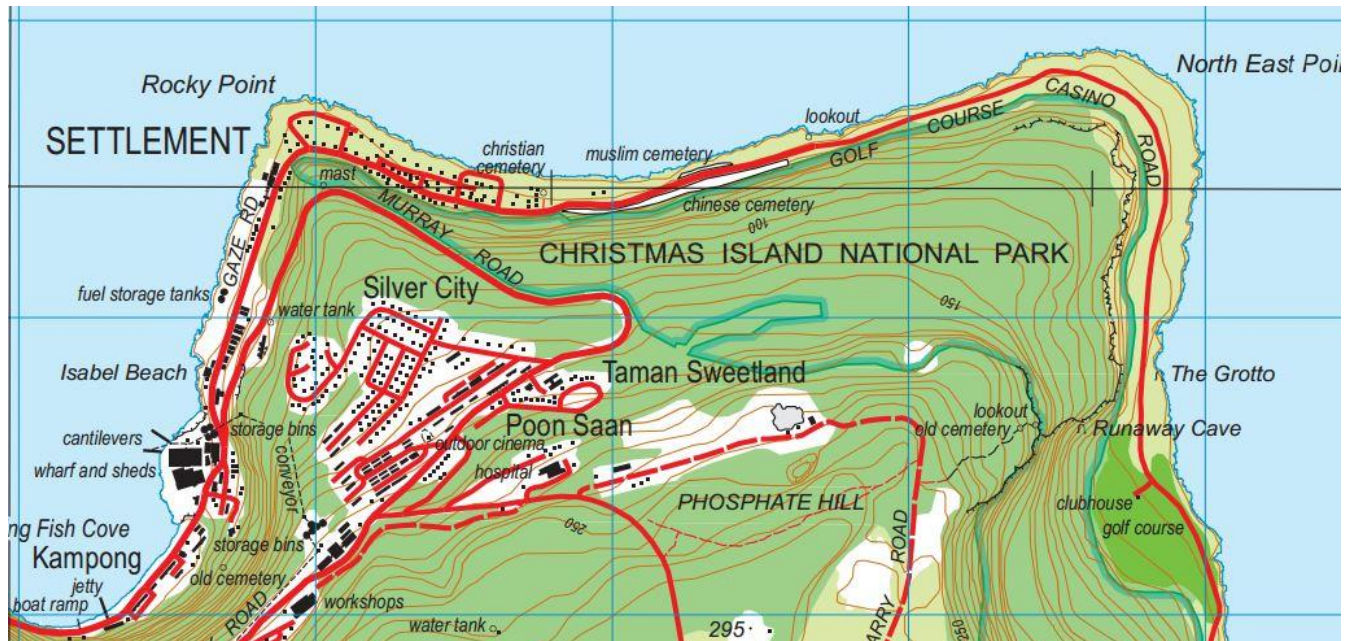 Rocky Point
North East Poi
SETTLEMENT
christian
cemetery
muslim cemetery
lookout
GOLF COURSE CASINO ROAD
mast
chinese cemetery
100
GAZE RD
MURRAY ROAD
CHRISTMAS ISLAND NATIONAL PARK
fuel storage tanks
water tank
Silver City
150
Isabel Beach
Taman Sweetland
The Grotto
cantilevers
storage bins
Poon Saan
outdoor cinema
lookout
old cemetery
Runaway Cave
wharf and sheds
conveyor
hospital
PHOSPHATE HILL
clubhouse
golf course
ng Fish Cove
Kampong
storage bins
250
old cemetery
jetty
boat ramp
ROAD
workshops
water tank
295
ARRY ROAD
250